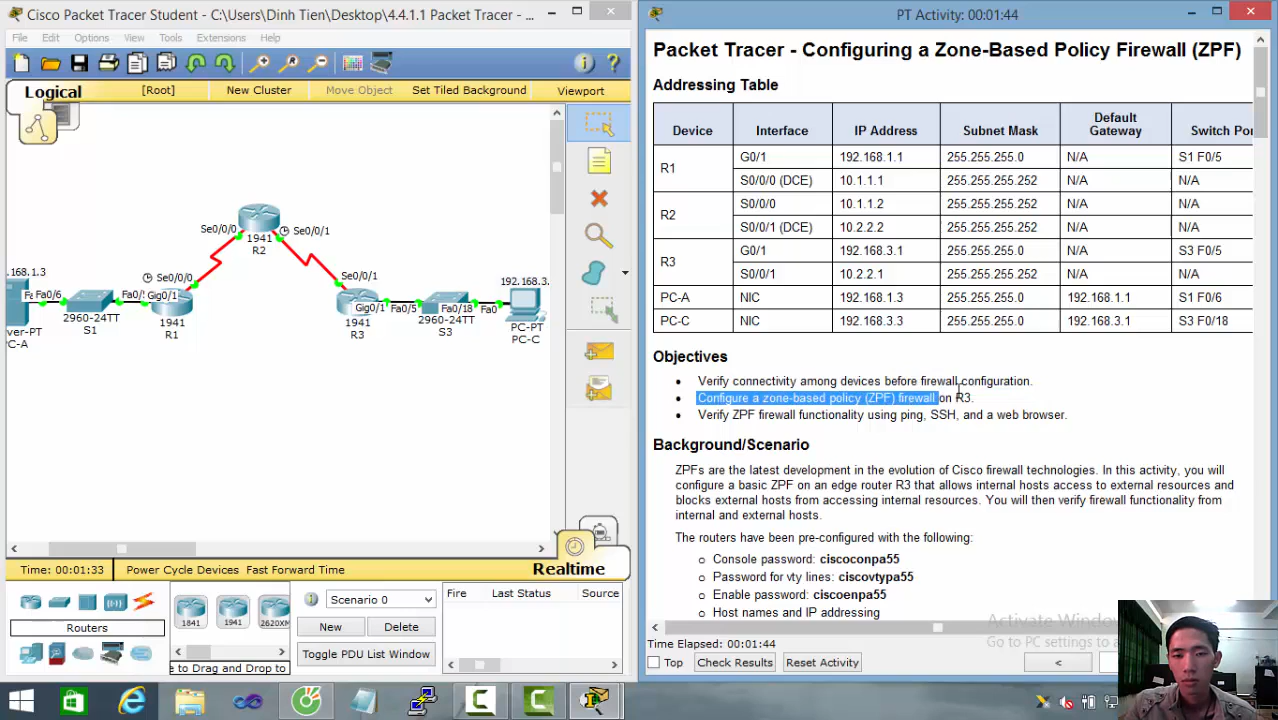 Cisco Packet Tracer Student - C:\Users\Dinh Tien\Desktop\4.4.1.1 Packet Tracer - ...
File Edit Options View Tools Extensions Help
Logical [Root] New Cluster Move Object Set Tiled Background Viewport
Se0/0/0 Se0/0/1
1941
R2
.168.1.3 Se0/0/0 Se0/0/1 192.168.3.
Fa0/6 Fa0/5 Gig0/1 Gig0/1 Fa0/5 Fa0/18 Fa0
2960-24TT
S1
1941
R1
1941
R3
2960-24TT
S3
PC-PT
PC-C
ver-PT
C-A
Realtime
Time: 00:01:33 Power Cycle Devices Fast Forward Time
Routers
1841 1941 2620XM
e to Drag and Drop to
Scenario 0
New Delete
Toggle PDU List Window
Fire Last Status Source
PT Activity: 00:01:44
Packet Tracer - Configuring a Zone-Based Policy Firewall (ZPF)
Addressing Table
Device Interface IP Address Subnet Mask Default Gateway Switch Por
R1 G0/1 192.168.1.1 255.255.255.0 N/A S1 F0/5
S0/0/0 (DCE) 10.1.1.1 255.255.255.252 N/A N/A
R2 S0/0/0 10.1.1.2 255.255.255.252 N/A N/A
S0/0/1 (DCE) 10.2.2.2 255.255.255.252 N/A N/A
R3 G0/1 192.168.3.1 255.255.255.0 N/A S3 F0/5
S0/0/1 10.2.2.1 255.255.255.252 N/A N/A
PC-A NIC 192.168.1.3 255.255.255.0 192.168.1.1 S1 F0/6
PC-C NIC 192.168.3.3 255.255.255.0 192.168.3.1 S3 F0/18
Objectives
• Verify connectivity among devices before firewall configuration.
• Configure a zone-based policy (ZPF) firewall on R3.
• Verify ZPF firewall functionality using ping, SSH, and a web browser.
Background/Scenario
ZPFs are the latest development in the evolution of Cisco firewall technologies. In this activity, you will
configure a basic ZPF on an edge router R3 that allows internal hosts access to external resources and
blocks external hosts from accessing internal resources. You will then verify firewall functionality from
internal and external hosts.
The routers have been pre-configured with the following:
o Console password: ciscoconpa55
o Password for vty lines: ciscovtypa55
o Enable password: ciscoenpa55
o Host names and IP addressing
Activate Window
Go to PC settings to a
Time Elapsed: 00:01:44
Top Check Results Reset Activity <